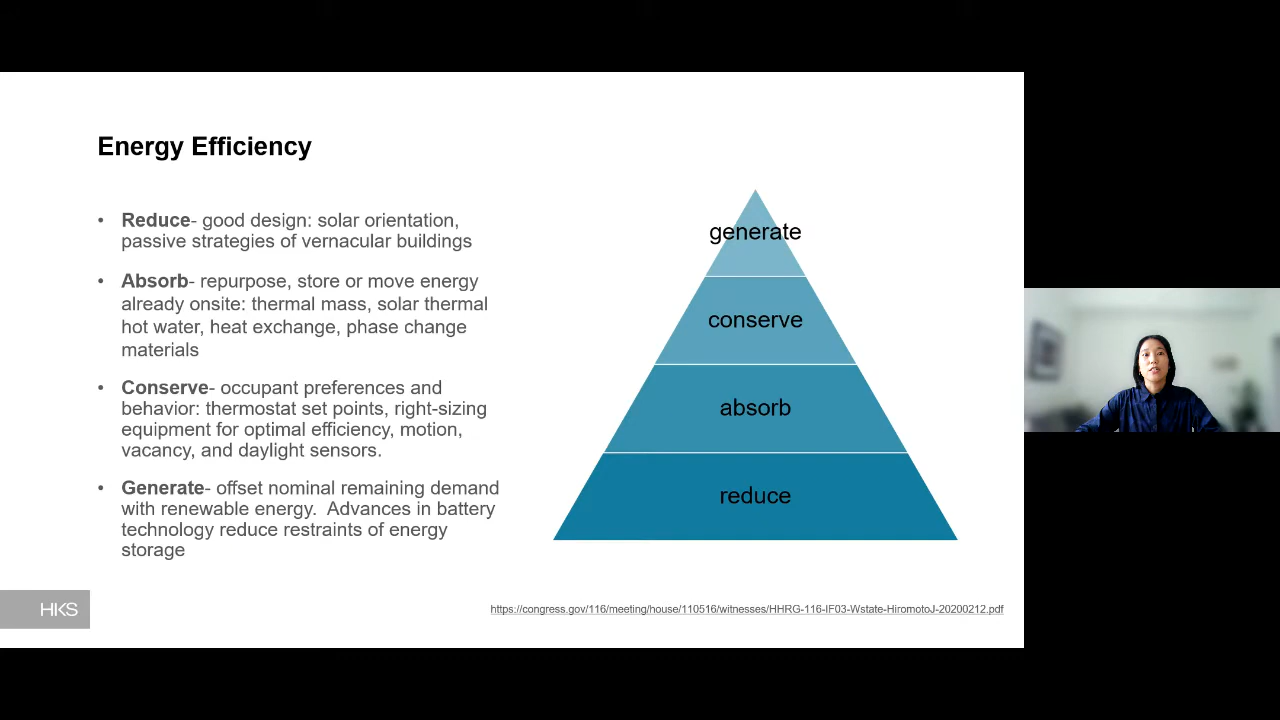 Energy Efficiency
• Reduce- good design: solar orientation,
passive strategies of vernacular buildings
• Absorb- repurpose, store or move energy
already onsite: thermal mass, solar thermal
hot water, heat exchange, phase change
materials
• Conserve- occupant preferences and
behavior: thermostat set points, right-sizing
equipment for optimal efficiency, motion,
vacancy, and daylight sensors.
• Generate- offset nominal remaining demand
with renewable energy.  Advances in battery
technology reduce restraints of energy
storage
generate
conserve
absorb
reduce
HKS
https://congress.gov/116/meeting/house/110516/witnesses/HHRG-116-IF03-Wstate-HiromotoJ-20200212.pdf